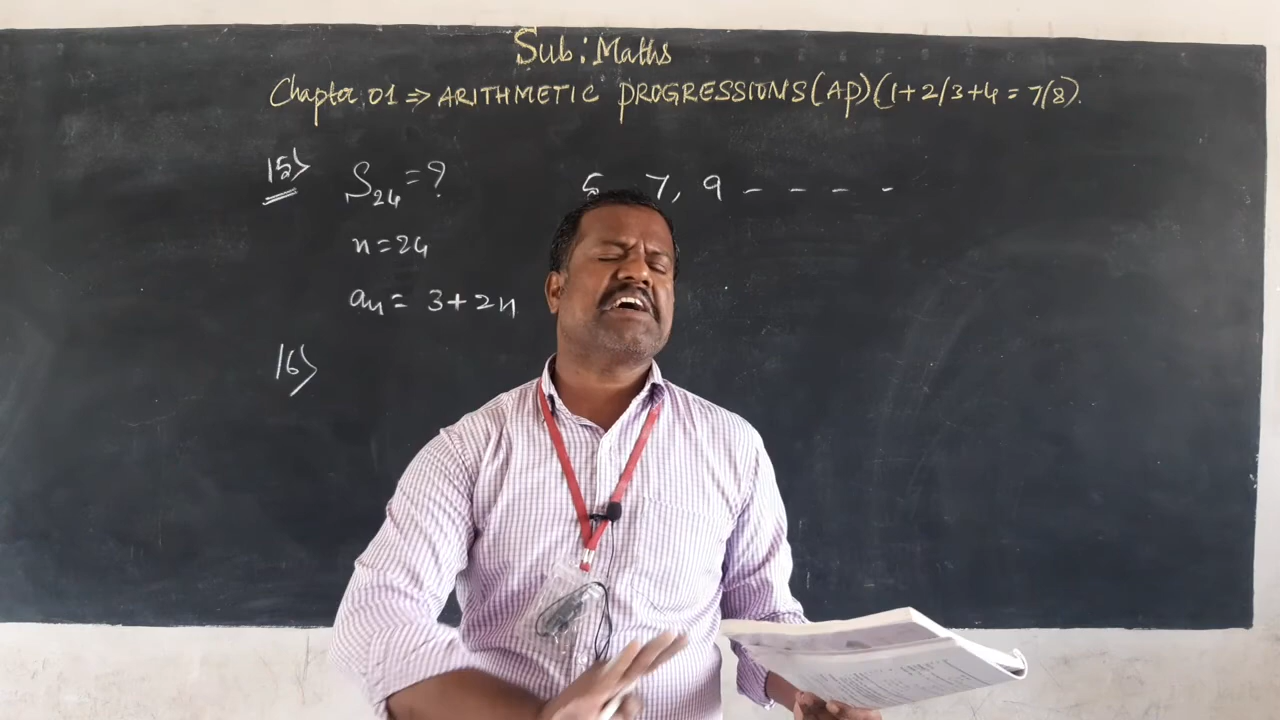 Sub: Maths
Chapter 01 ⇒ ARITHMETIC PROGRESSIONS (AP) (1+2/3+4 = 7/8).
15) S₂₄ = ? 5, 7, 9 - - - -
n = 24
an = 3 + 2n
16)